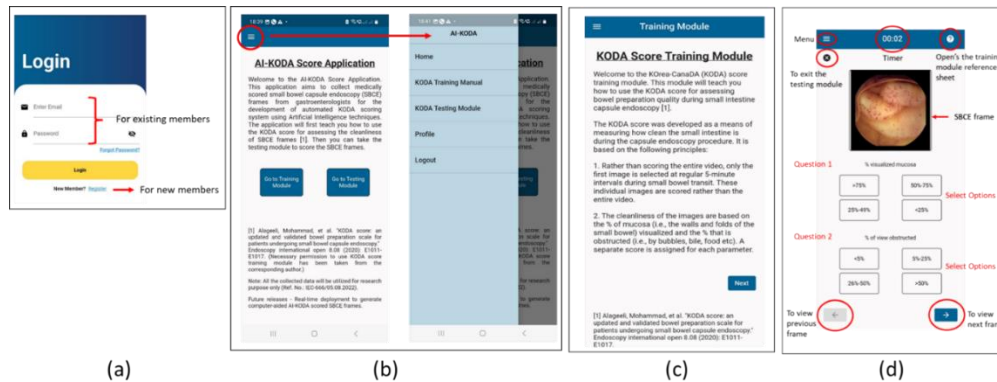 Login
Enter Email
Password
Forgot Password?
Login
New Member? Register
For existing members
For new members
(a)
18:39
AI-KODA Score Application
Welcome to the AI-KODA Score Application.
This application aims to collect medically
scored small bowel capsule endoscopy (SBCE)
frames from gastroenterologists for the
development of automated KODA scoring
system using Artificial Intelligence techniques.
The application will first teach you how to use
the KODA score for assessing the cleanliness
of SBCE frames [1]. Then you can take the
testing module to score the SBCE frames.
Go to Training
Module
Go to Testing
Module
[1] Alageeli, Mohammed, et al. "KODA score: an
updated and validated bowel preparation scale for
patients undergoing small bowel capsule endoscopy."
Endoscopy international open 8.08 (2020): E1011-
E1017. (Necessary permission to use KODA score
training module has been taken from the
corresponding author.)
Note: All the collected data will be utilized for research
purpose only (Ref. No.: IEC-666/05.08.2022).
Future releases - Real-time deployment to generate
computer-aided AI-KODA scored SBCE frames.
18:41
AI-KODA
Home
KODA Training Manual
KODA Testing Module
Profile
Logout
(b)
Training Module
KODA Score Training Module
Welcome to the KOrea-CanaDA (KODA) score
training module. This module will teach you
how to use the KODA score for assessing
bowel preparation quality during small intestine
capsule endoscopy [1].
The KODA score was developed as a means of
measuring how clean the small intestine is
during the capsule endoscopy procedure. It is
based on the following principles:
1. Rather than scoring the entire video, only the
first image is selected at regular 5-minute
intervals during small bowel transit. These
individual images are scored rather than the
entire video.
2. The cleanliness of the images are based on
the % of mucosa (i.e., the walls and folds of the
small bowel) visualized and the % that is
obstructed (i.e., by bubbles, bile, food etc). A
separate score is assigned for each parameter.
Next
[1] Alageeli, Mohammad, et al. "KODA score: an
updated and validated bowel preparation scale for
patients undergoing small bowel capsule endoscopy."
Endoscopy international open 8.08 (2020): E1011-
E1017.
(c)
Menu
00:02
To exit the
testing module
Timer
Open's the training
module reference
sheet
SBCE frame
Question 1
% visualized mucosa
>75%
50%-75%
25%-49%
<25%
Select Options
Question 2
% of view obstructed
<5%
5%-25%
26%-50%
>50%
Select Options
To view
previous
frame
To view
next frame
(d)